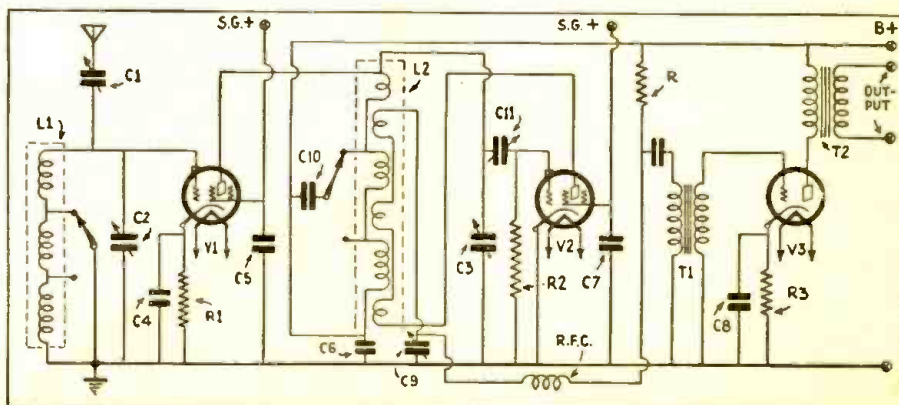 S.G.+
S.G.+
B+
C1
L2
R
OUT-
PUT
L1
C11
T2
C10
C2
V1
C5
C3
V2
C7
T1
V3
R2
R3
C4
R1
C8
C6
C9
R.F.C.